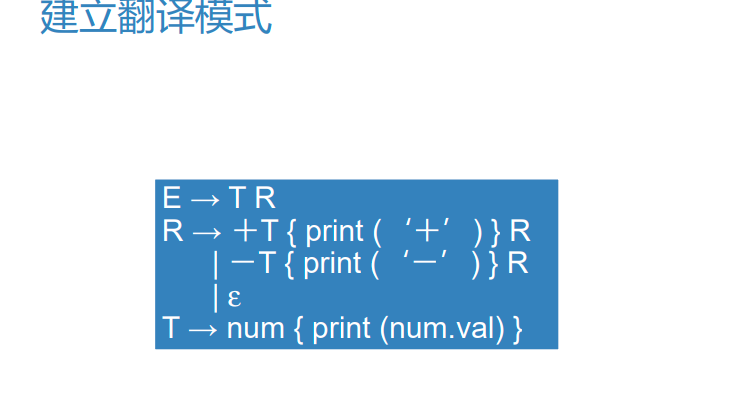 建立翻译模式
E → T R
R → ＋T { print ( ‘＋’ ) } R
| －T { print ( ‘－’ ) } R
| ε
T → num { print (num.val) }